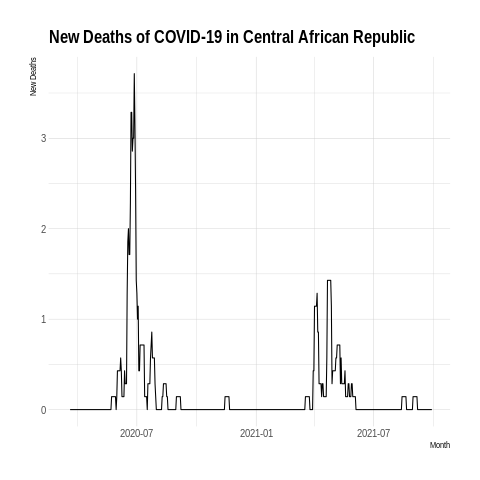 New Deaths of COVID-19 in Central African Republic
New Deaths
3
2
1
0
2020-07 2021-01 2021-07
Month